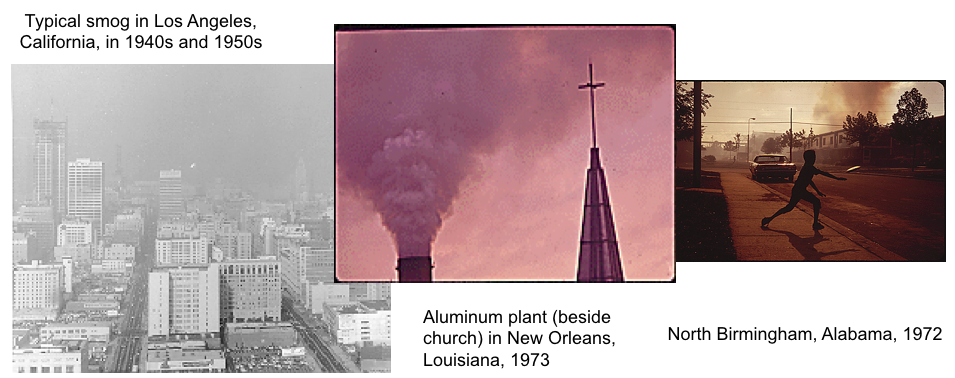 Typical smog in Los Angeles,
California, in 1940s and 1950s
Aluminum plant (beside
church) in New Orleans,
Louisiana, 1973
North Birmingham, Alabama, 1972